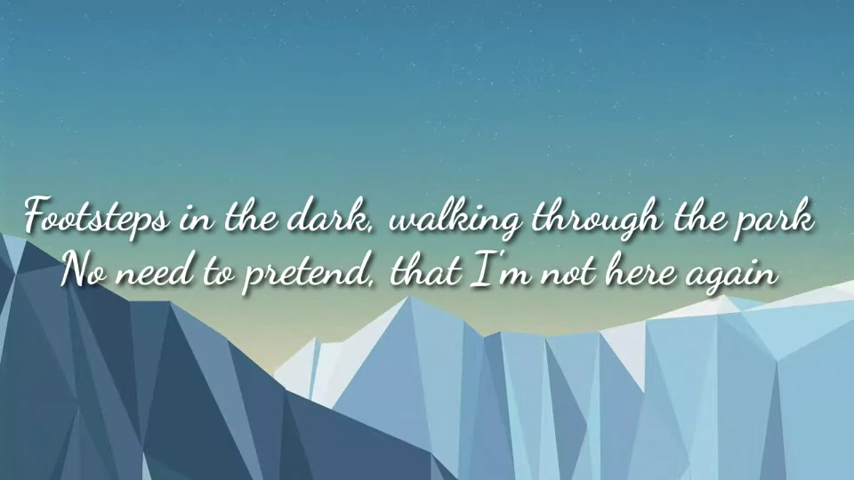 Footsteps in the dark, walking through the park
No need to pretend, that I'm not here again